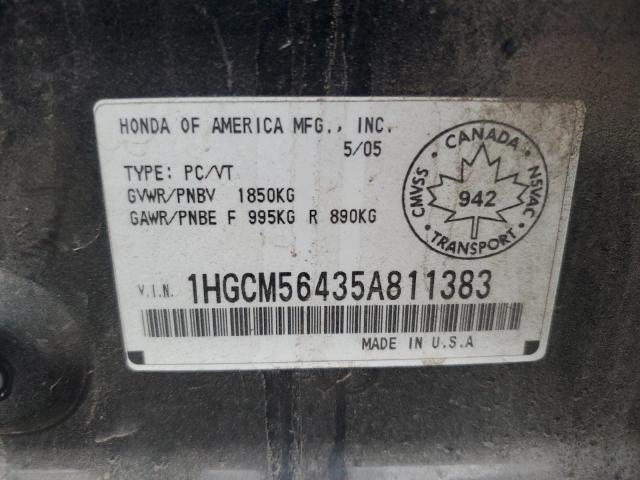 HONDA OF AMERICA MFG., INC.
5/05
TYPE: PC/VT
GVWR/PNBV 1850KG
GAWR/PNBE F 995KG R 890KG
CANADA
CMVSS
942
NSVAC
TRANSPORT
V.I.N. 1HGCM56435A811383
MADE IN U.S.A